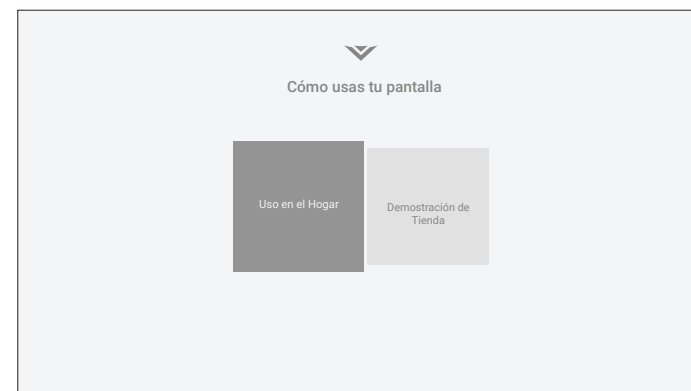 Cómo usas tu pantalla
Uso en el Hogar
Demostración de
Tienda